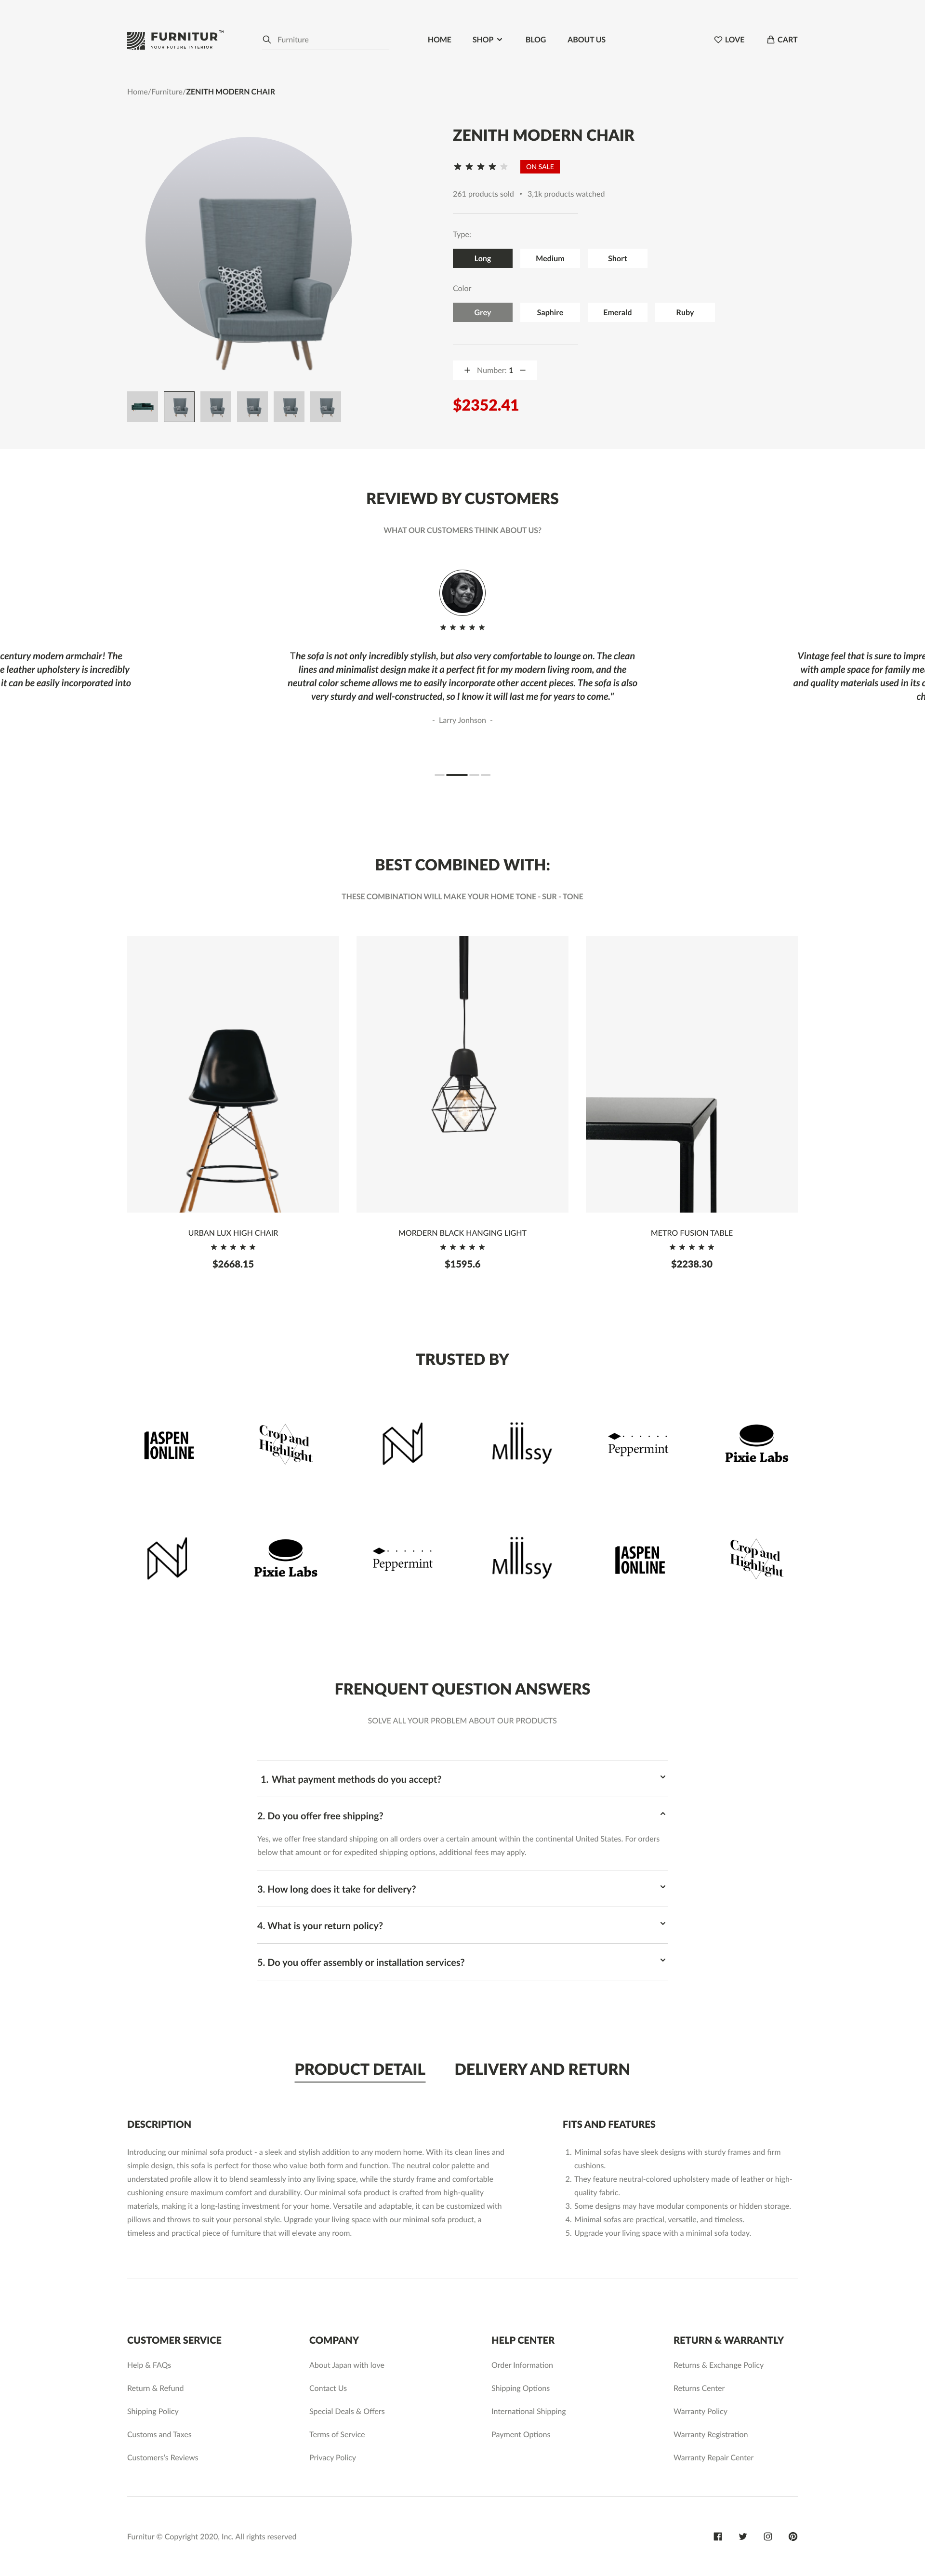 FURNITUR™
YOUR FUTURE INTERIOR
Furniture
HOME SHOP BLOG ABOUT US
LOVE CART
Home/Furniture/ZENITH MODERN CHAIR
ZENITH MODERN CHAIR
ON SALE
261 products sold • 3,1k products watched
Type:
Long Medium Short
Color
Grey Saphire Emerald Ruby
+ Number: 1 −
$2352.41
REVIEWD BY CUSTOMERS
WHAT OUR CUSTOMERS THINK ABOUT US?
century modern armchair! The
e leather upholstery is incredibly
it can be easily incorporated into
The sofa is not only incredibly stylish, but also very comfortable to lounge on. The clean
lines and minimalist design make it a perfect fit for my modern living room, and the
neutral color scheme allows me to easily incorporate other accent pieces. The sofa is also
very sturdy and well-constructed, so I know it will last me for years to come."
- Larry Jonhson -
Vintage feel that is sure to impre
with ample space for family me
and quality materials used in its c
ch
BEST COMBINED WITH:
THESE COMBINATION WILL MAKE YOUR HOME TONE - SUR - TONE
URBAN LUX HIGH CHAIR
$2668.15
MORDERN BLACK HANGING LIGHT
$1595.6
METRO FUSION TABLE
$2238.30
TRUSTED BY
ASPEN
ONLINE
Crop and
Highlight
Mıllssy
Peppermint
Pixie Labs
Pixie Labs
Peppermint
Mıllssy
ASPEN
ONLINE
Crop and
Highlight
FRENQUENT QUESTION ANSWERS
SOLVE ALL YOUR PROBLEM ABOUT OUR PRODUCTS
1. What payment methods do you accept?
2. Do you offer free shipping?
Yes, we offer free standard shipping on all orders over a certain amount within the continental United States. For orders
below that amount or for expedited shipping options, additional fees may apply.
3. How long does it take for delivery?
4. What is your return policy?
5. Do you offer assembly or installation services?
PRODUCT DETAIL DELIVERY AND RETURN
DESCRIPTION
Introducing our minimal sofa product - a sleek and stylish addition to any modern home. With its clean lines and
simple design, this sofa is perfect for those who value both form and function. The neutral color palette and
understated profile allow it to blend seamlessly into any living space, while the sturdy frame and comfortable
cushioning ensure maximum comfort and durability. Our minimal sofa product is crafted from high-quality
materials, making it a long-lasting investment for your home. Versatile and adaptable, it can be customized with
pillows and throws to suit your personal style. Upgrade your living space with our minimal sofa product, a
timeless and practical piece of furniture that will elevate any room.
FITS AND FEATURES
1. Minimal sofas have sleek designs with sturdy frames and firm
cushions.
2. They feature neutral-colored upholstery made of leather or high-
quality fabric.
3. Some designs may have modular components or hidden storage.
4. Minimal sofas are practical, versatile, and timeless.
5. Upgrade your living space with a minimal sofa today.
CUSTOMER SERVICE
Help & FAQs
Return & Refund
Shipping Policy
Customs and Taxes
Customers's Reviews
COMPANY
About Japan with love
Contact Us
Special Deals & Offers
Terms of Service
Privacy Policy
HELP CENTER
Order Information
Shipping Options
International Shipping
Payment Options
RETURN & WARRANTLY
Returns & Exchange Policy
Returns Center
Warranty Policy
Warranty Registration
Warranty Repair Center
Furnitur © Copyright 2020, Inc. All rights reserved